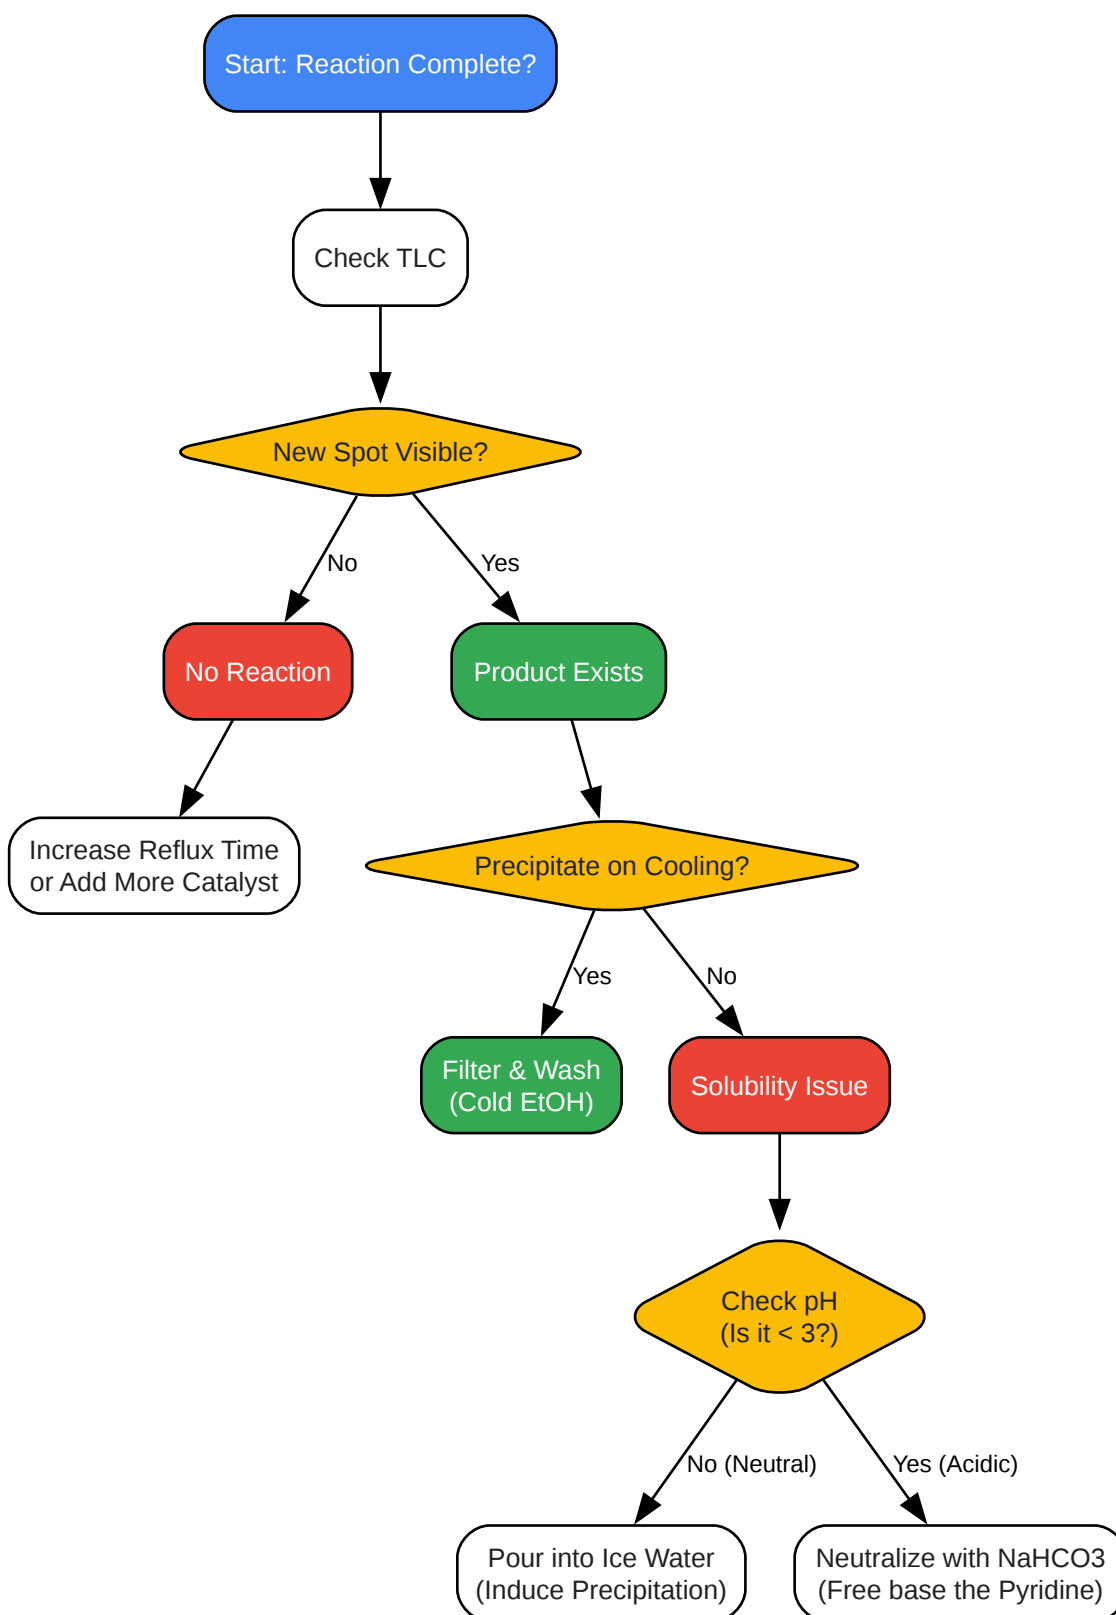 Start: Reaction Complete?
Check TLC
New Spot Visible?
No
Yes
No Reaction
Product Exists
Increase Reflux Time
or Add More Catalyst
Precipitate on Cooling?
Yes
No
Filter & Wash
(Cold EtOH)
Solubility Issue
Check pH
(Is it < 3?)
No (Neutral)
Yes (Acidic)
Pour into Ice Water
(Induce Precipitation)
Neutralize with NaHCO3
(Free base the Pyridine)